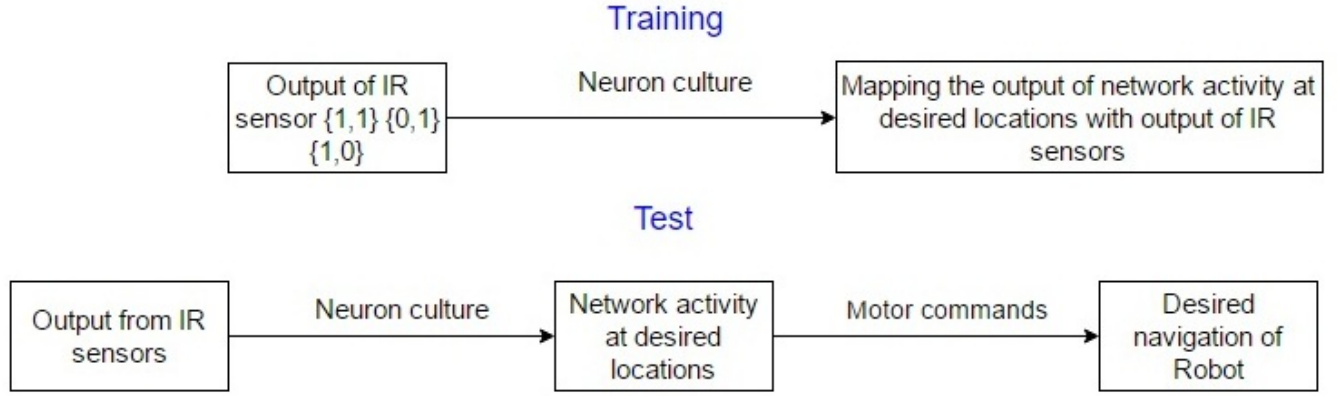 Training
Output of IR
sensor {1,1} {0,1}
{1,0}
Neuron culture
Mapping the output of network activity at
desired locations with output of IR
sensors
Test
Output from IR
sensors
Neuron culture
Network activity
at desired
locations
Motor commands
Desired
navigation of
Robot